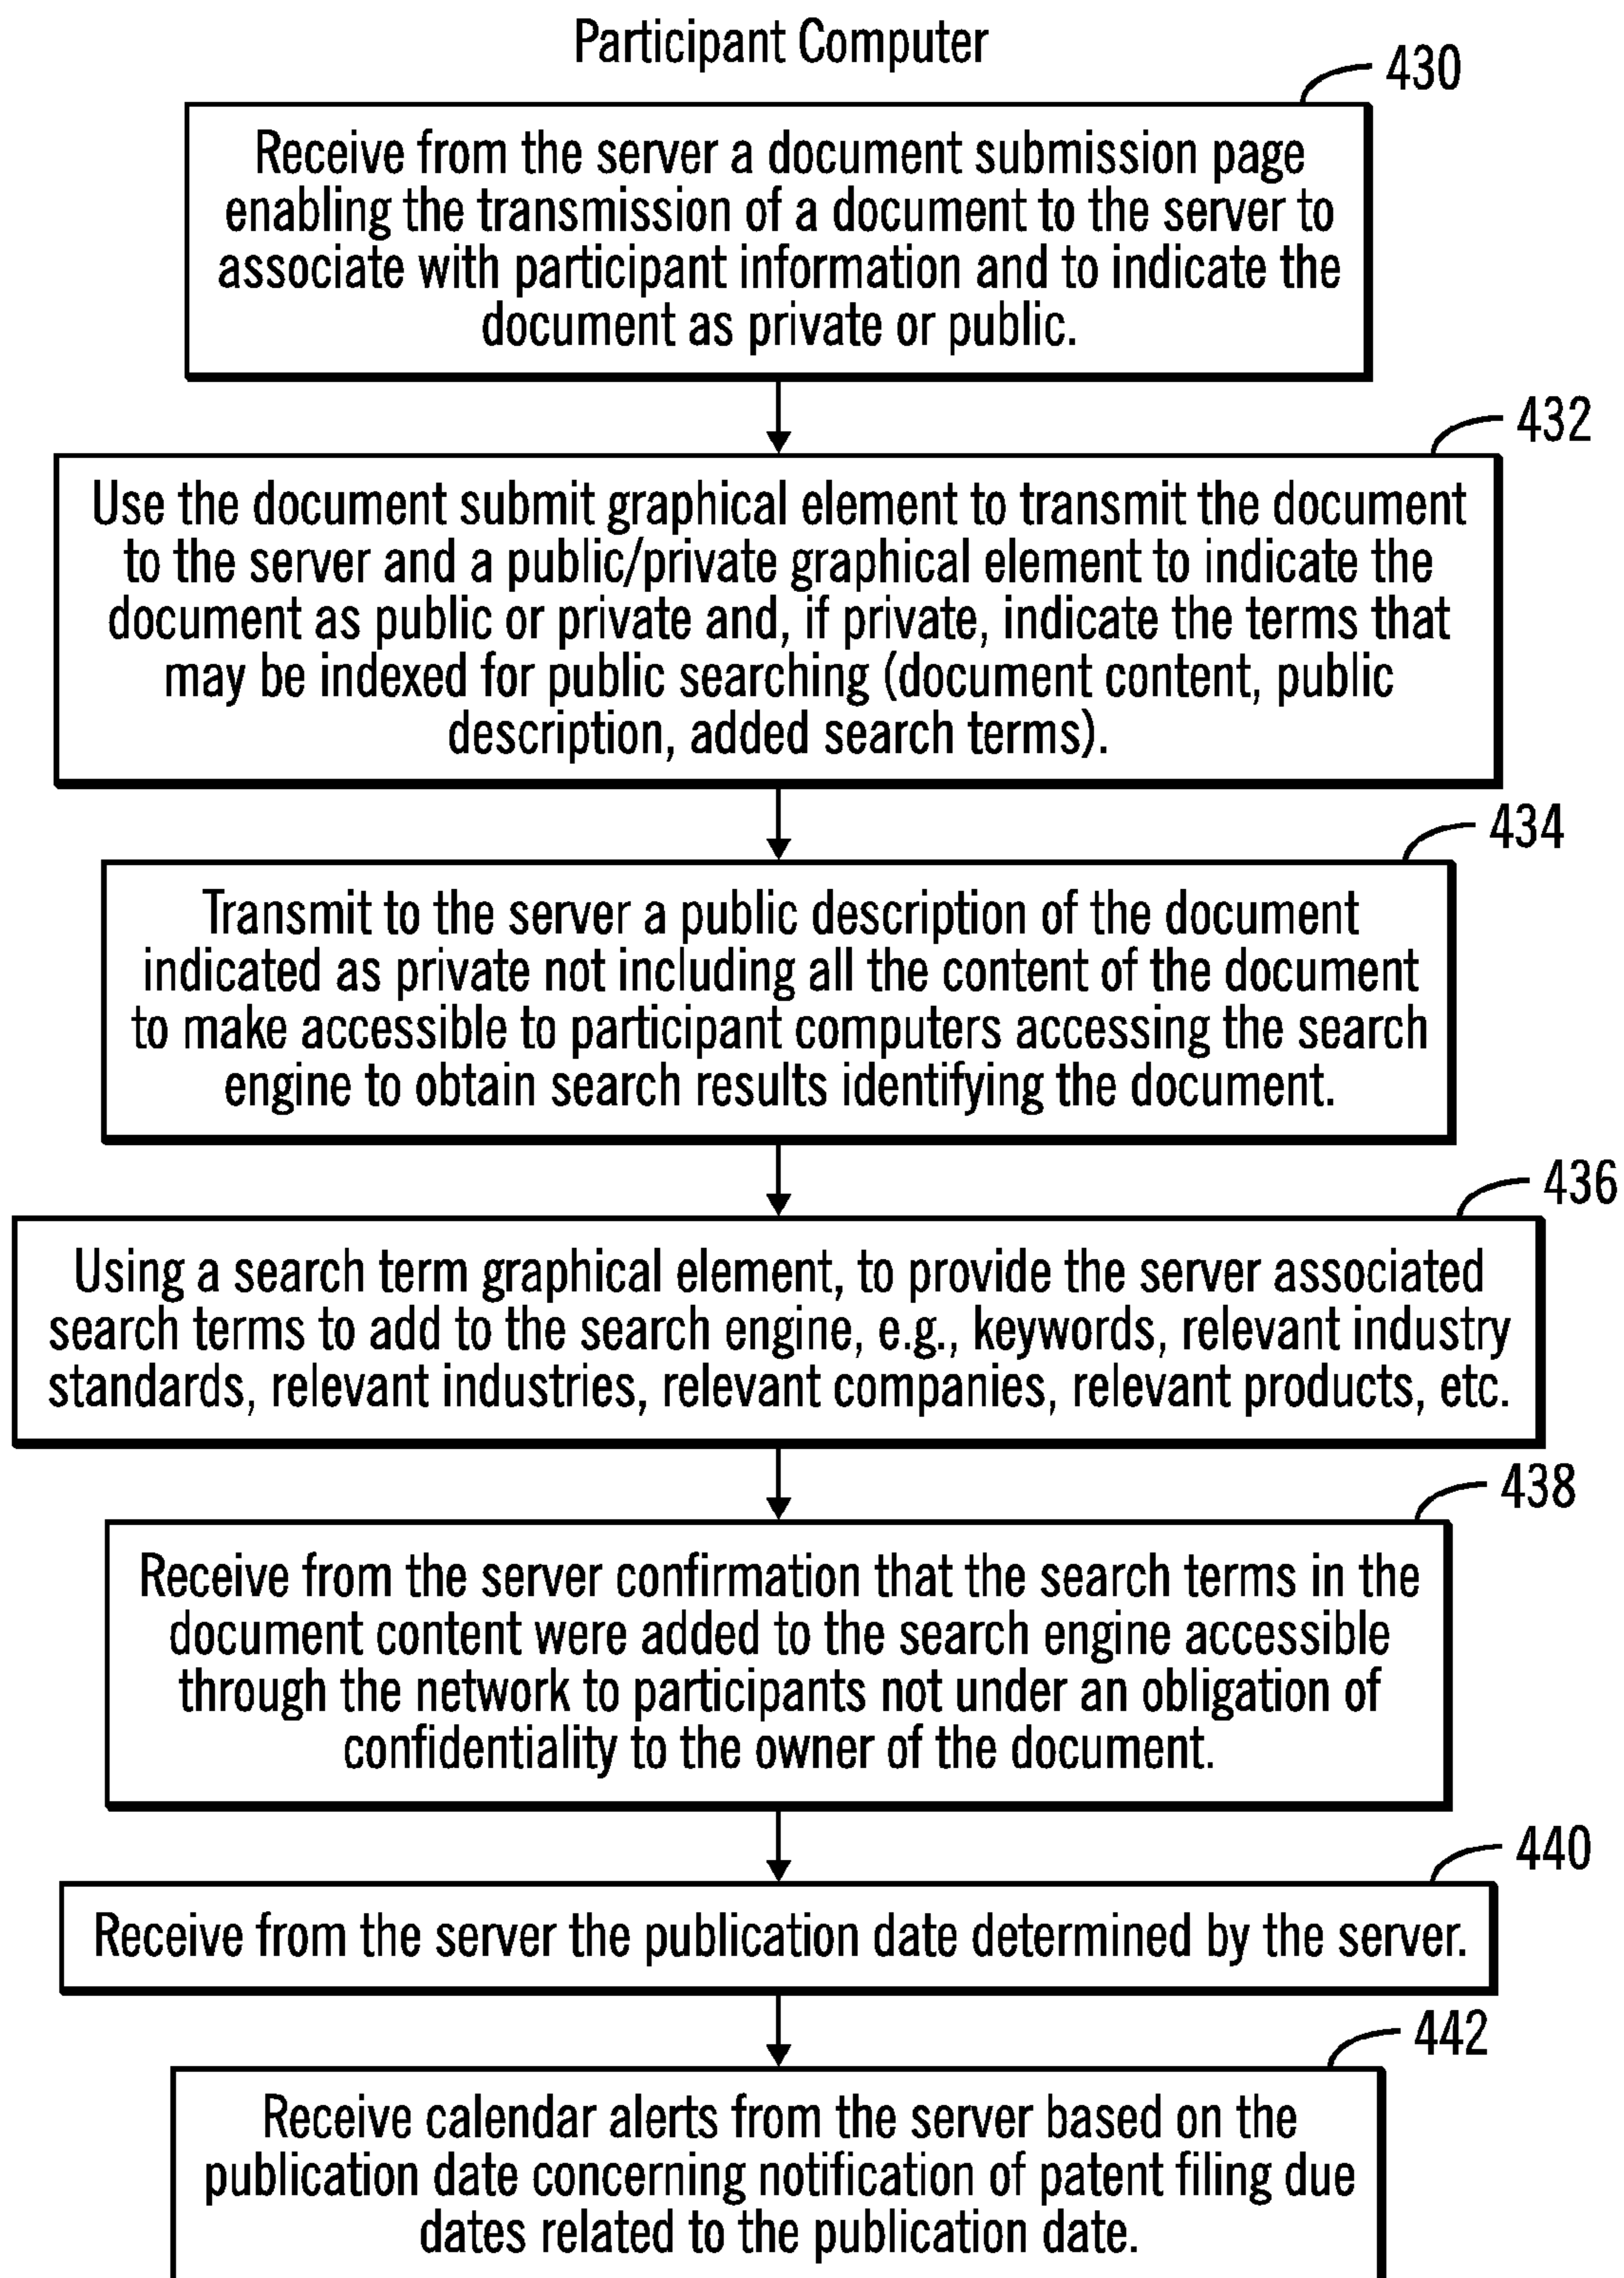 Participant Computer
430
Receive from the server a document submission page
enabling the transmission of a document to the server to
associate with participant information and to indicate the
document as private or public.
432
Use the document submit graphical element to transmit the document
to the server and a public/private graphical element to indicate the
document as public or private and, if private, indicate the terms that
may be indexed for public searching (document content, public
description, added search terms).
434
Transmit to the server a public description of the document
indicated as private not including all the content of the document
to make accessible to participant computers accessing the search
engine to obtain search results identifying the document.
436
Using a search term graphical element, to provide the server associated
search terms to add to the search engine, e.g., keywords, relevant industry
standards, relevant industries, relevant companies, relevant products, etc.
438
Receive from the server confirmation that the search terms in the
document content were added to the search engine accessible
through the network to participants not under an obligation of
confidentiality to the owner of the document.
440
Receive from the server the publication date determined by the server.
442
Receive calendar alerts from the server based on the
publication date concerning notification of patent filing due
dates related to the publication date.